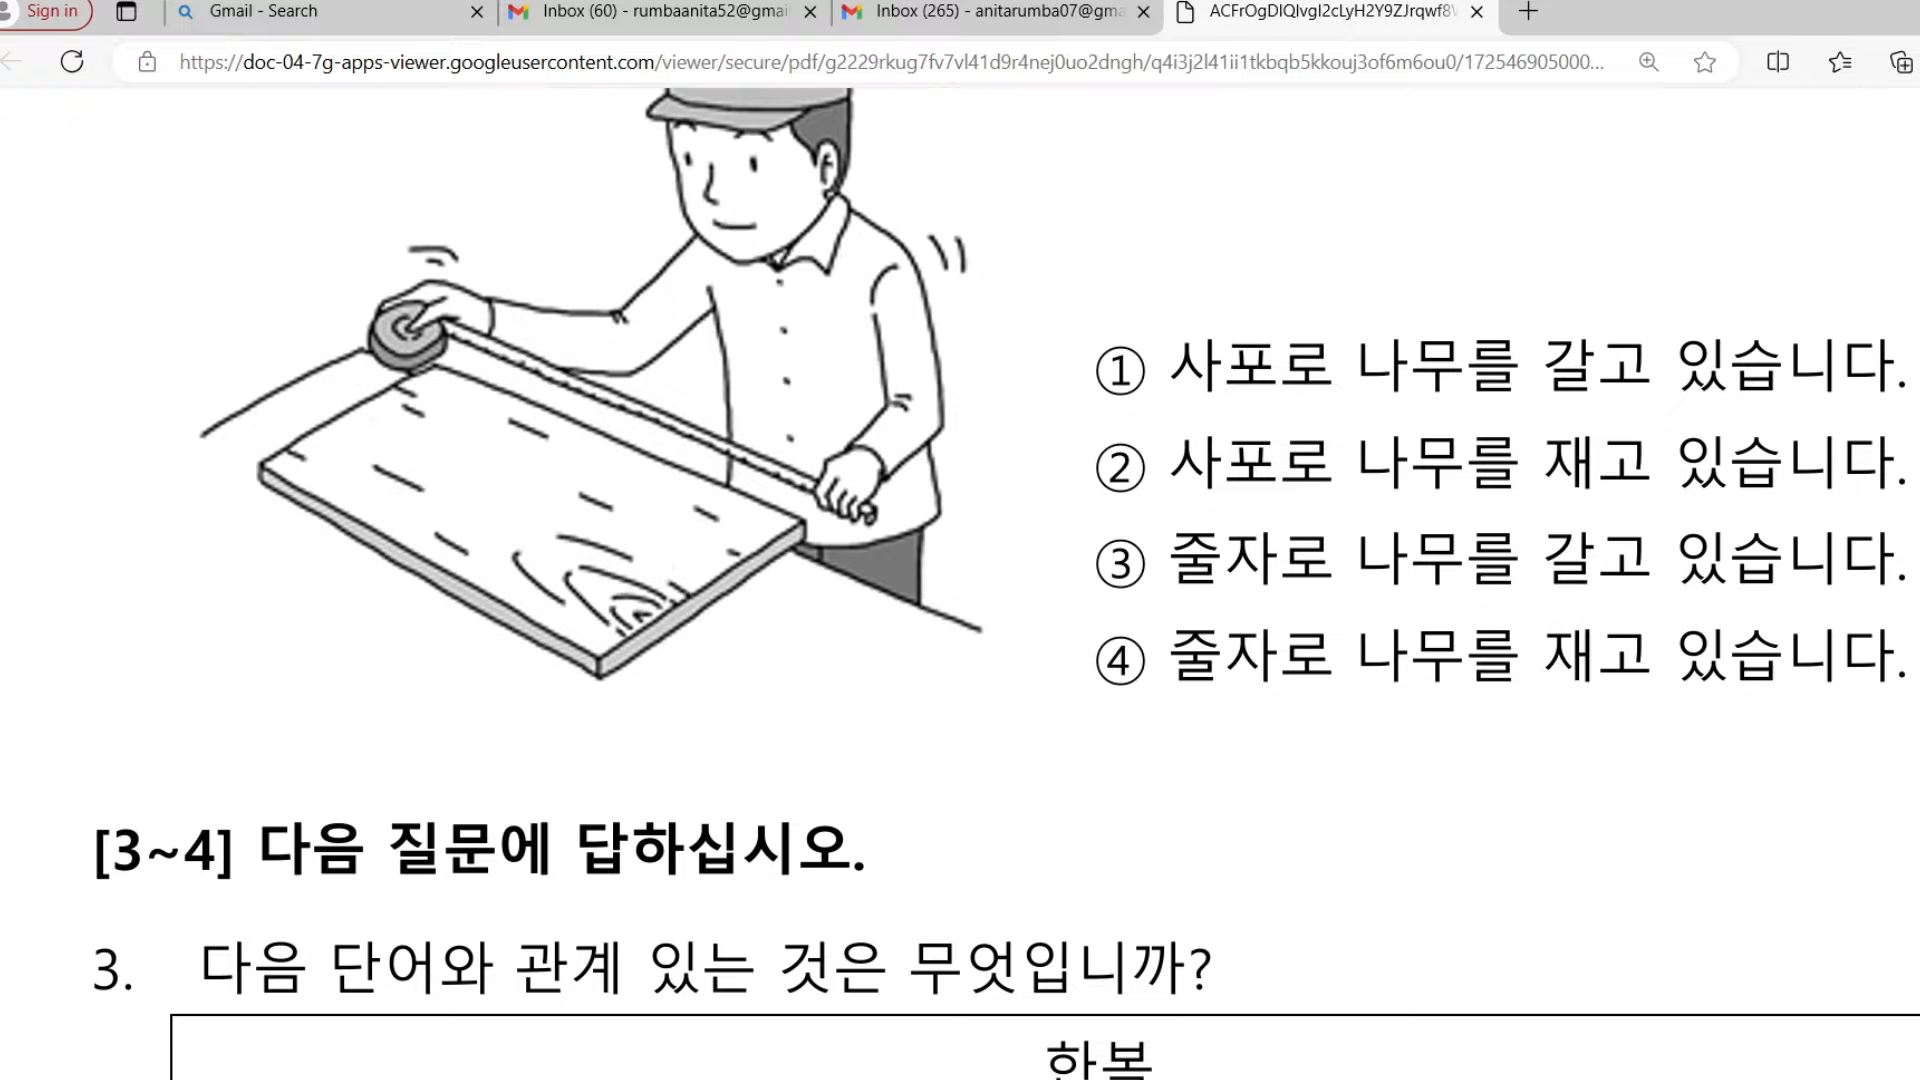 Sign in
Gmail - Search
Inbox (60) - rumbaanita52@gmai
Inbox (265) - anitarumba07@gma
ACFrOgDIQlvgI2cLyH2Y9ZJrqwf8
https://doc-04-7g-apps-viewer.googleusercontent.com/viewer/secure/pdf/g2229rkug7fv7vl41d9r4nej0uo2dngh/q4i3j2l41ii1tkbqb5kkouj3of6m6ou0/172546905000...
① 사포로 나무를 갈고 있습니다.
② 사포로 나무를 재고 있습니다.
③ 줄자로 나무를 갈고 있습니다.
④ 줄자로 나무를 재고 있습니다.
[3~4] 다음 질문에 답하십시오.
3. 다음 단어와 관계 있는 것은 무엇입니까?
한복